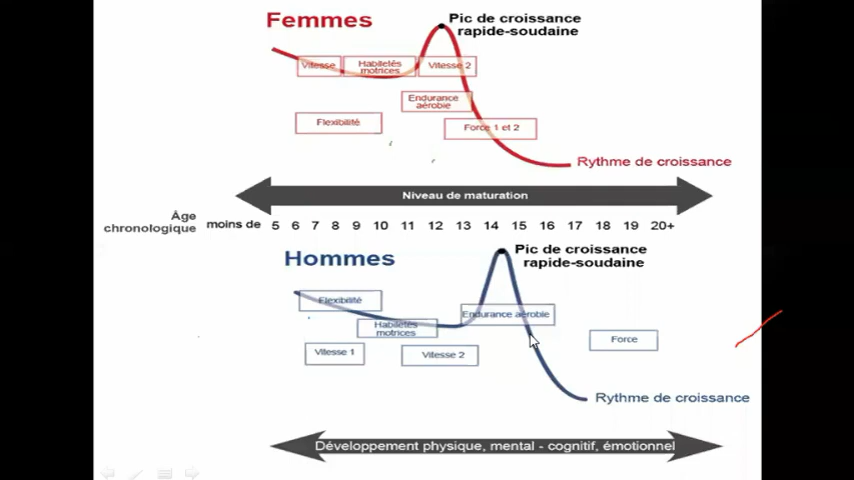 Femmes
Pic de croissance
rapide-soudaine
Vitesse
Habiletés
motrices
Vitesse 2
Endurance
aérobie
Flexibilité
Force 1 et 2
Rythme de croissance
Niveau de maturation
Âge
chronologique
moins de 5 6 7 8 9 10 11 12 13 14 15 16 17 18 19 20+
Hommes
Pic de croissance
rapide-soudaine
Flexibilité
Habiletés
motrices
Endurance aérobie
Vitesse 1
Vitesse 2
Force
Rythme de croissance
Développement physique, mental - cognitif, émotionnel